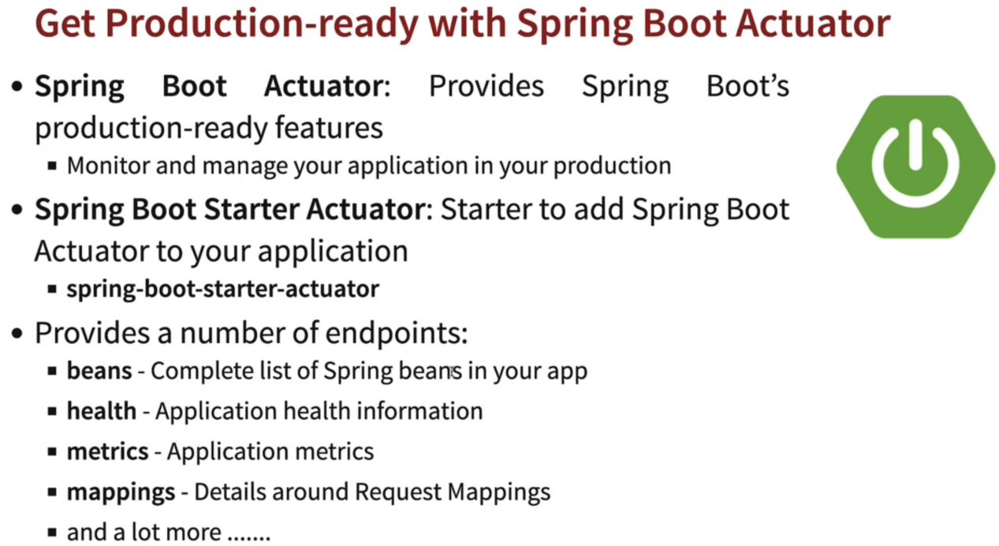 Get Production-ready with Spring Boot Actuator
• Spring Boot Actuator: Provides Spring Boot’s
production-ready features
▪ Monitor and manage your application in your production
• Spring Boot Starter Actuator: Starter to add Spring Boot
Actuator to your application
▪ spring-boot-starter-actuator
• Provides a number of endpoints:
▪ beans - Complete list of Spring beans in your app
▪ health - Application health information
▪ metrics - Application metrics
▪ mappings - Details around Request Mappings
▪ and a lot more .......